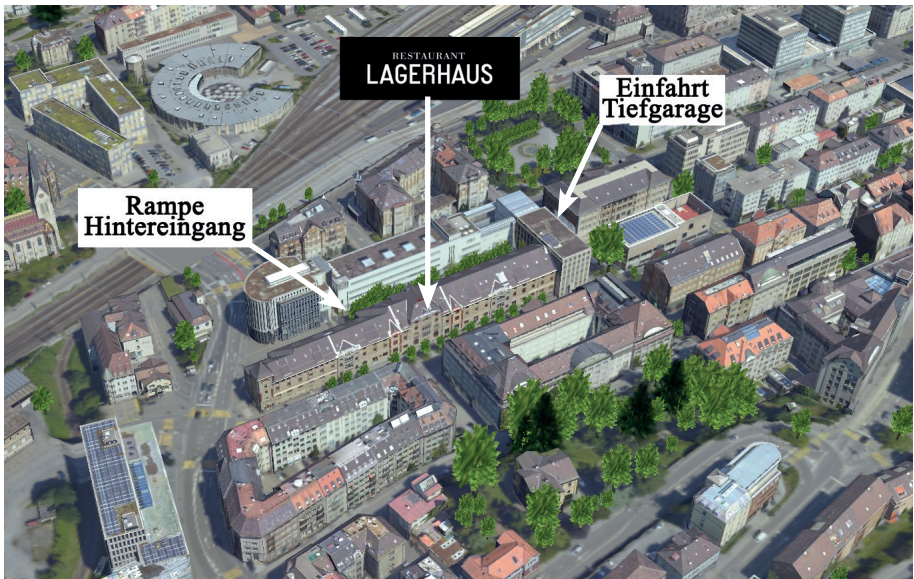 RESTAURANT
LAGERHAUS
Einfahrt
Tiefgarage
Rampe
Hintereingang